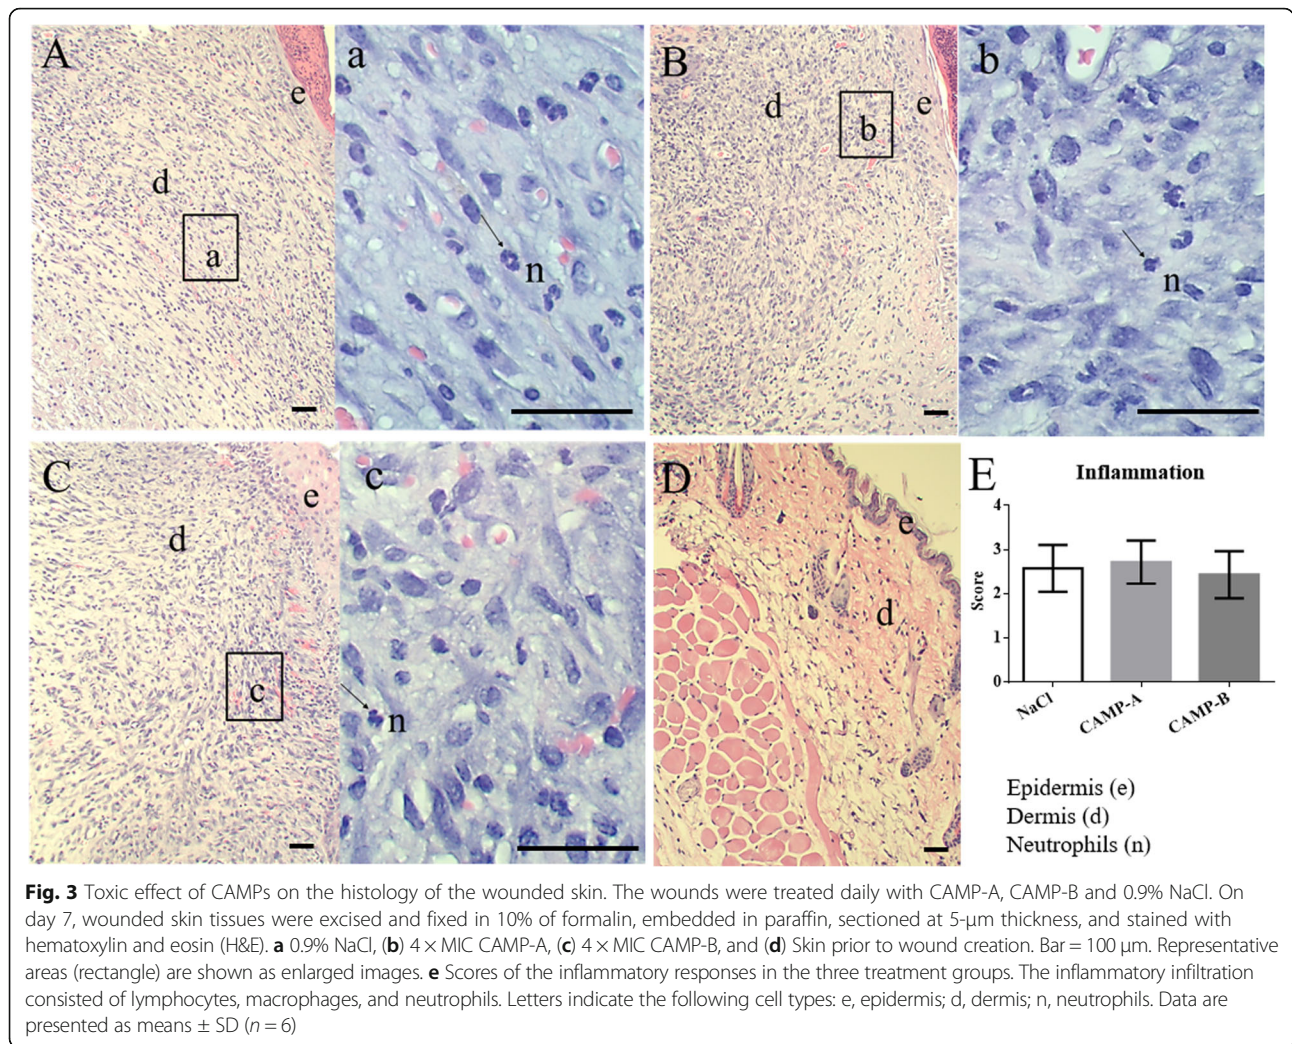 A
e
d
a
a
n
B
d
e
b
b
n
C
e
d
c
c
n
D
e
d
E
Inflammation
4
3
2
1
0
Score
NaCl
CAMP-A
CAMP-B
Epidermis (e)
Dermis (d)
Neutrophils (n)
Fig. 3 Toxic effect of CAMPs on the histology of the wounded skin. The wounds were treated daily with CAMP-A, CAMP-B and 0.9% NaCl. On
day 7, wounded skin tissues were excised and fixed in 10% of formalin, embedded in paraffin, sectioned at 5-μm thickness, and stained with
hematoxylin and eosin (H&E). a 0.9% NaCl, (b) 4 × MIC CAMP-A, (c) 4 × MIC CAMP-B, and (d) Skin prior to wound creation. Bar = 100 μm. Representative
areas (rectangle) are shown as enlarged images. e Scores of the inflammatory responses in the three treatment groups. The inflammatory infiltration
consisted of lymphocytes, macrophages, and neutrophils. Letters indicate the following cell types: e, epidermis; d, dermis; n, neutrophils. Data are
presented as means ± SD (n = 6)